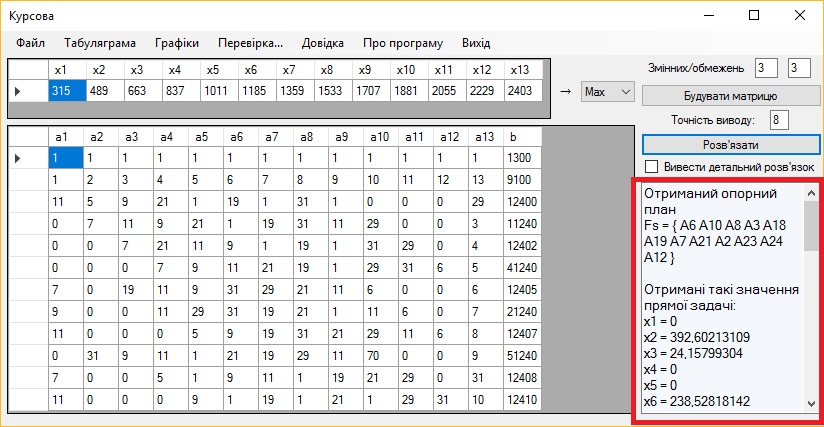 Курсова
Файл Табуляграма Графіки Перевірка... Довідка Про програму Вихід
x1 x2 x3 x4 x5 x6 x7 x8 x9 x10 x11 x12 x13
315 489 663 837 1011 1185 1359 1533 1707 1881 2055 2229 2403
→ Max
Змінних/обмежень 3 3
Будувати матрицю
Точність виводу: 8
Розв'язати
Вивести детальний розв'язок
a1 a2 a3 a4 a5 a6 a7 a8 a9 a10 a11 a12 a13 b
1 1 1 1 1 1 1 1 1 1 1 1 1 1300
1 2 3 4 5 6 7 8 9 10 11 12 13 9100
11 5 9 21 1 19 1 31 0 0 0 0 29 12400
0 7 11 9 21 1 19 31 11 29 0 0 3 11240
0 0 7 21 11 9 1 19 1 31 29 0 4 12402
0 0 0 7 9 11 21 19 1 29 31 6 5 41240
7 0 19 11 9 31 29 21 11 6 0 0 6 12405
9 0 0 11 29 31 19 21 1 11 6 0 7 21240
11 0 0 0 5 9 19 31 29 21 11 6 8 12407
0 31 9 11 1 21 19 29 11 70 0 0 9 51240
7 0 0 5 1 9 11 1 19 21 29 0 31 12408
11 0 0 0 9 1 19 21 1 29 31 10 12410
Отриманий опорний
план
Fs = { A6 A10 A8 A3 A18
A19 A7 A21 A2 A23 A24
A12 }
Отримані такі значення
прямої задачі:
x1 = 0
x2 = 392,60213109
x3 = 24,15799304
x4 = 0
x5 = 0
x6 = 238,52818142